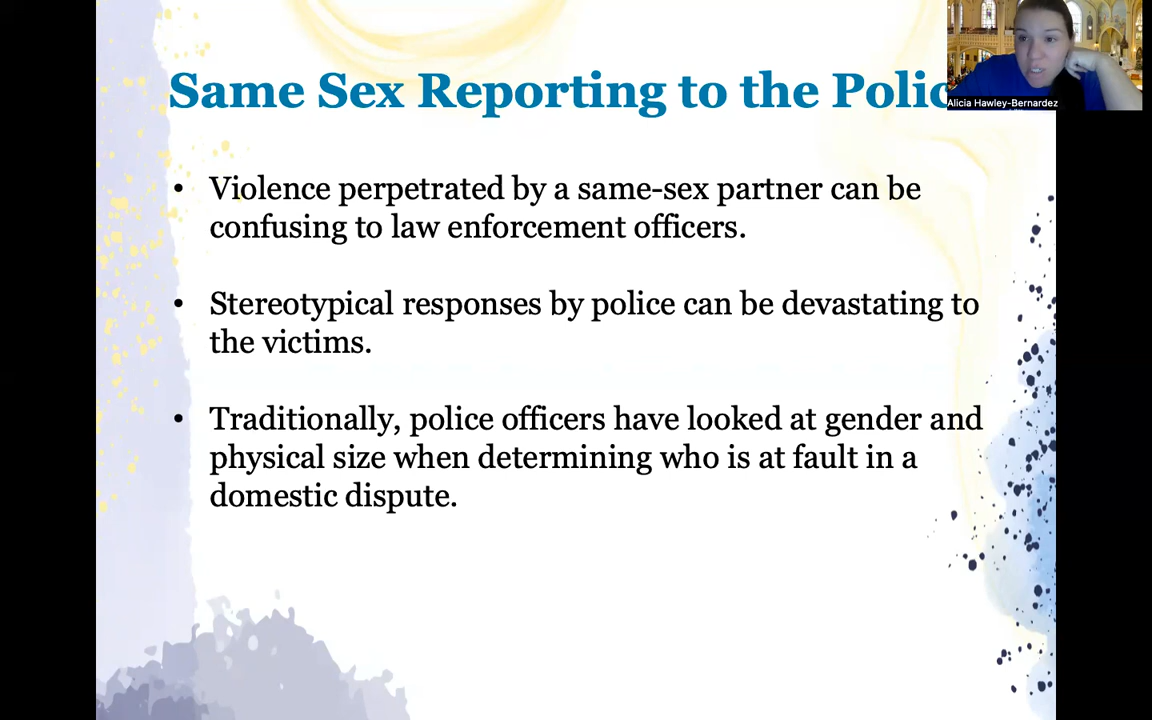 Same Sex Reporting to the Polic
Alicia Hawley-Bernardez
• Violence perpetrated by a same-sex partner can be
confusing to law enforcement officers.
• Stereotypical responses by police can be devastating to
the victims.
• Traditionally, police officers have looked at gender and
physical size when determining who is at fault in a
domestic dispute.